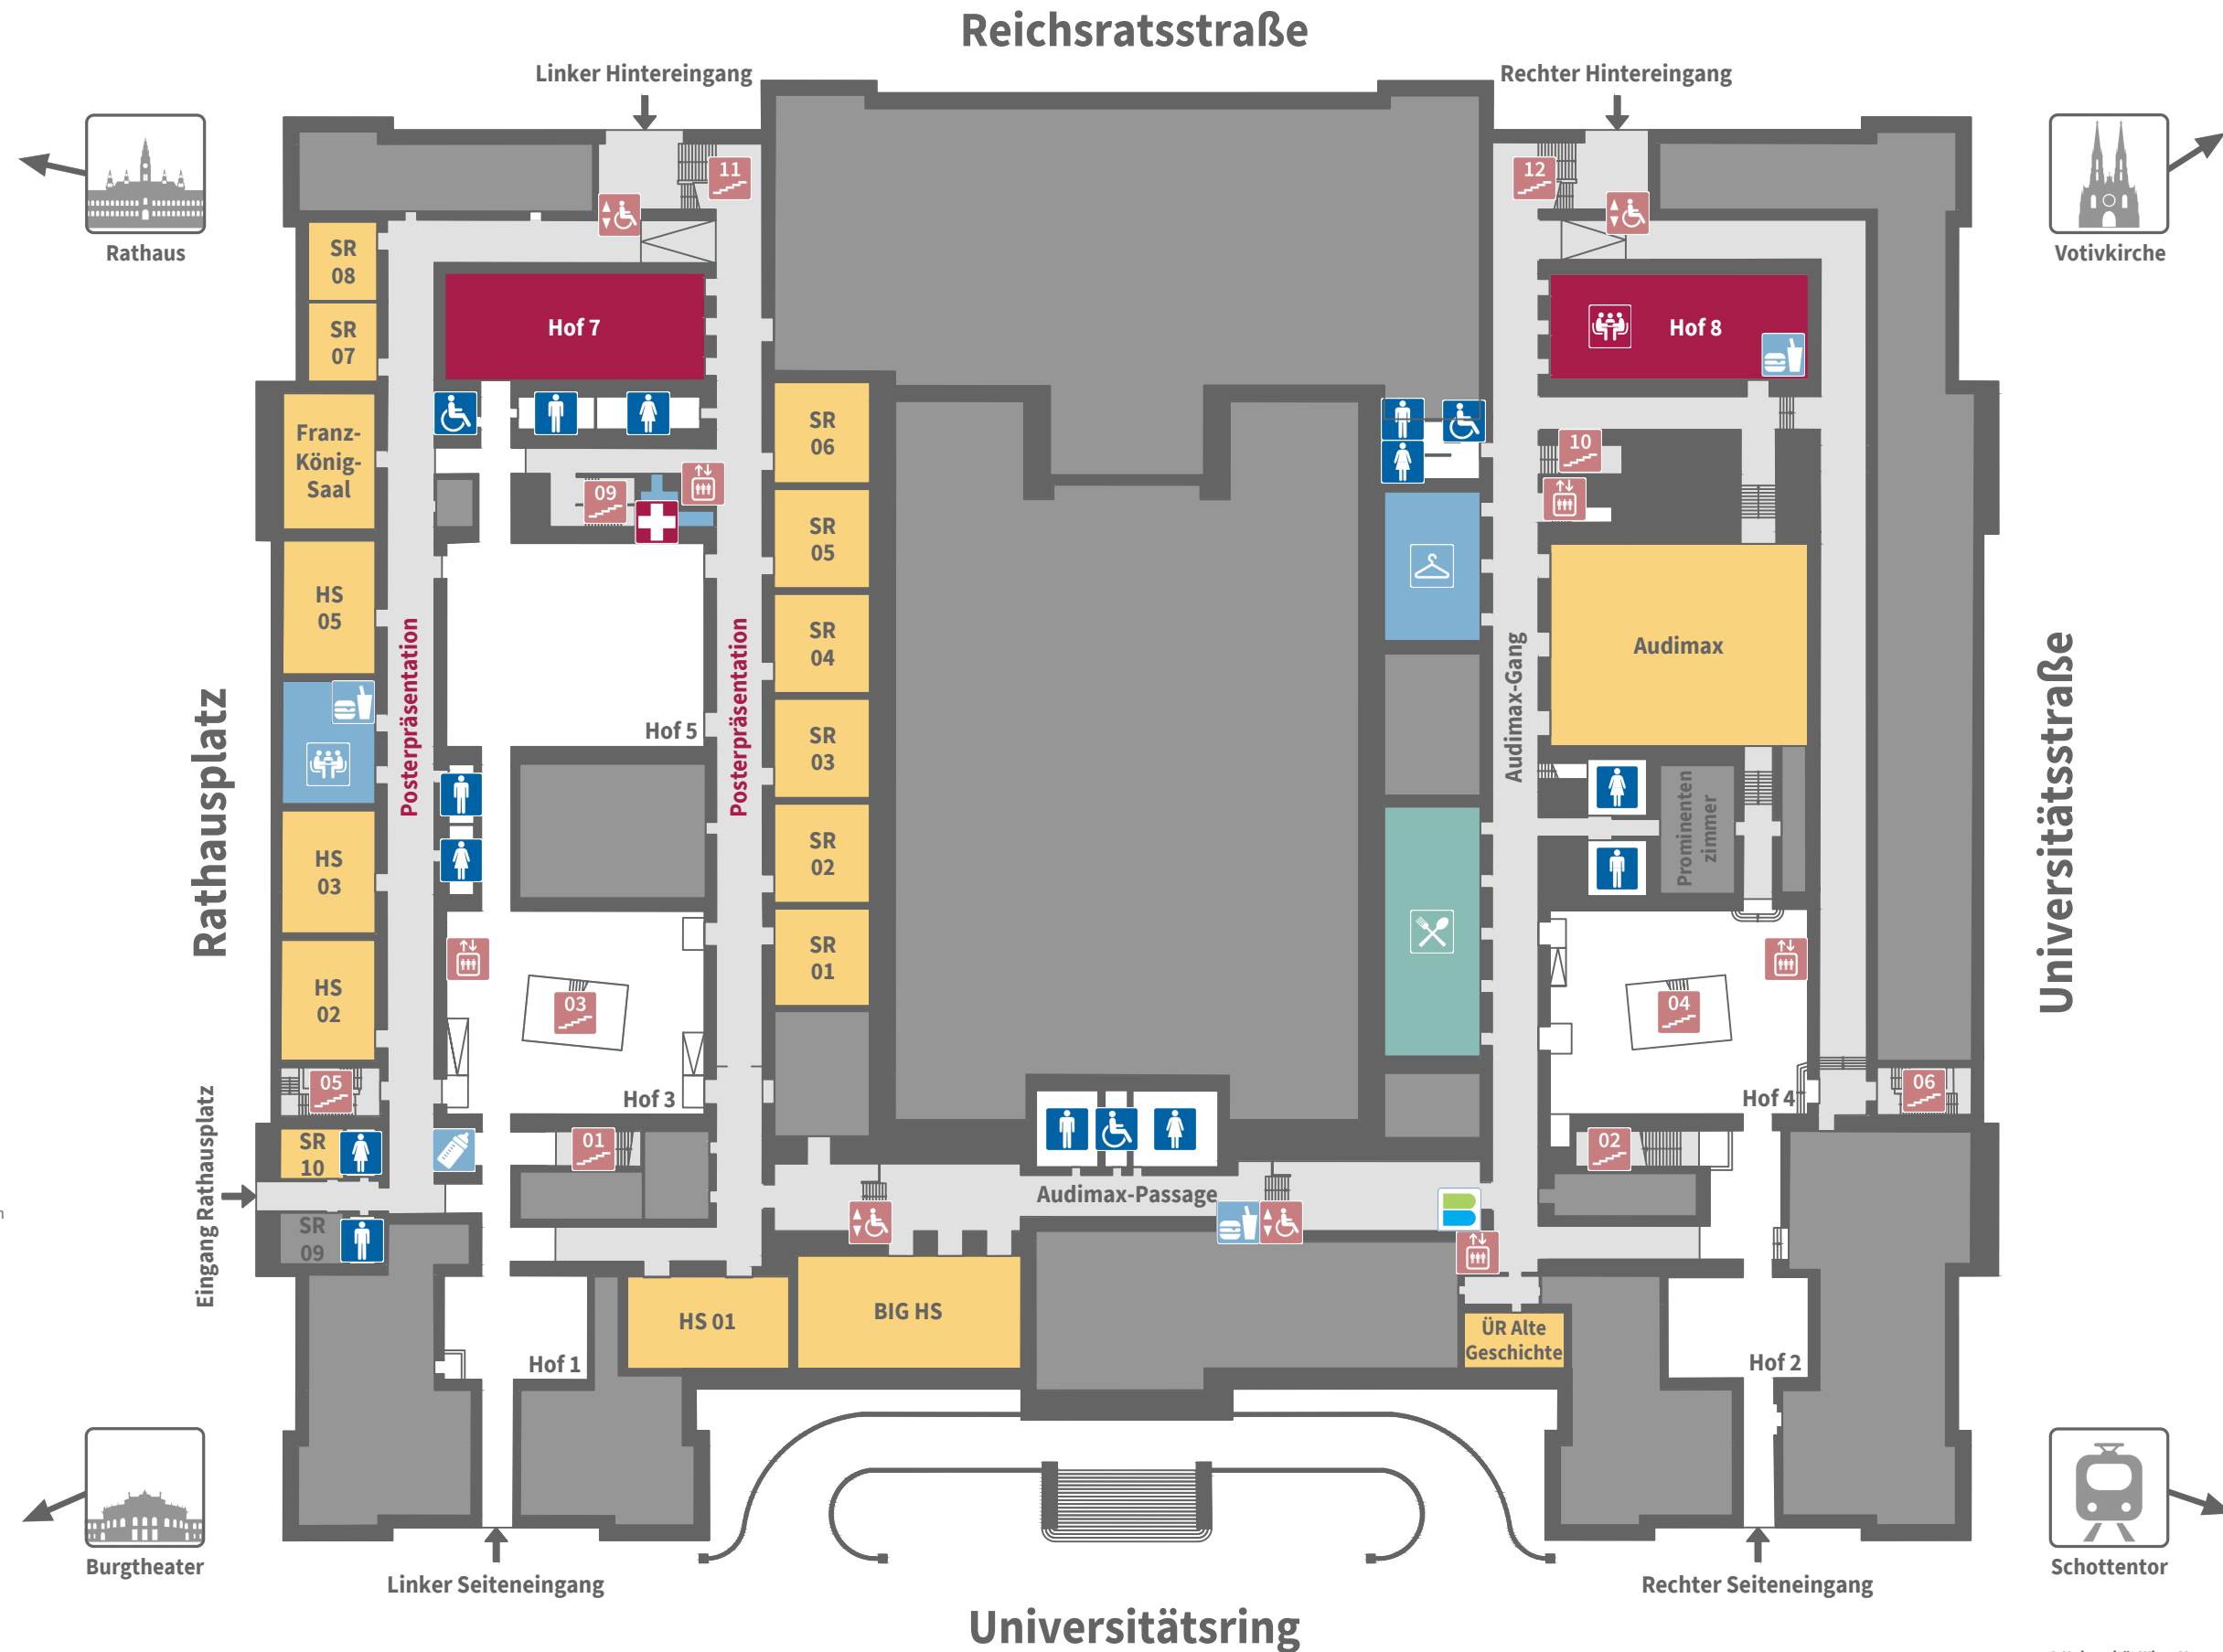 Reichsratsstraße
Linker Hintereingang
Rechter Hintereingang
Rathaus
Votivkirche
11
12
SR
08
SR
07
Hof 7
Hof 8
Franz-
König-
Saal
SR
06
10
09
SR
05
HS
05
SR
04
Audimax
Posterpräsentation
Posterpräsentation
Audimax-Gang
Hof 5
SR
03
Rathausplatz
Universitätsstraße
HS
03
SR
02
Prominenten
zimmer
SR
01
HS
02
03
04
05
Hof 3
Hof 4
06
SR
10
01
02
Eingang Rathausplatz
Audimax-Passage
SR
09
HS 01
BIG HS
ÜR Alte
Geschichte
Hof 1
Hof 2
Burgtheater
Schottentor
Linker Seiteneingang
Rechter Seiteneingang
Universitätsring